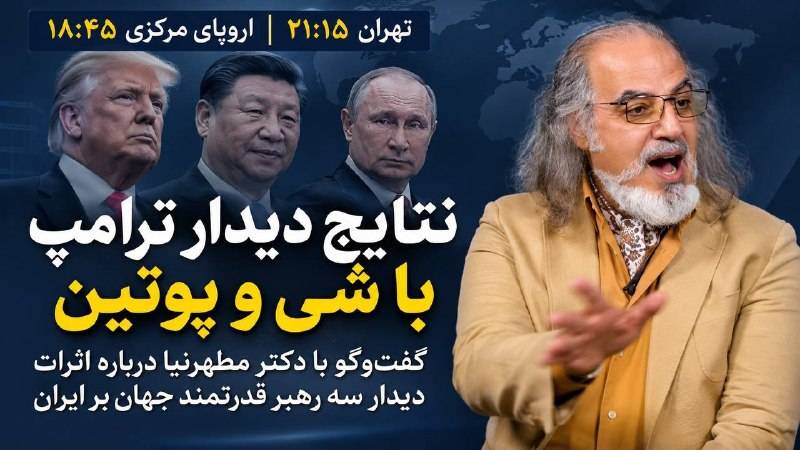 تهران ۲۱:۱۵ | اروپای مرکزی ۱۸:۴۵
نتایج دیدار ترامپ
با شی و پوتین
گفت‌وگو با دکتر مطهرنیا درباره اثرات
دیدار سه رهبر قدرتمند جهان بر ایران